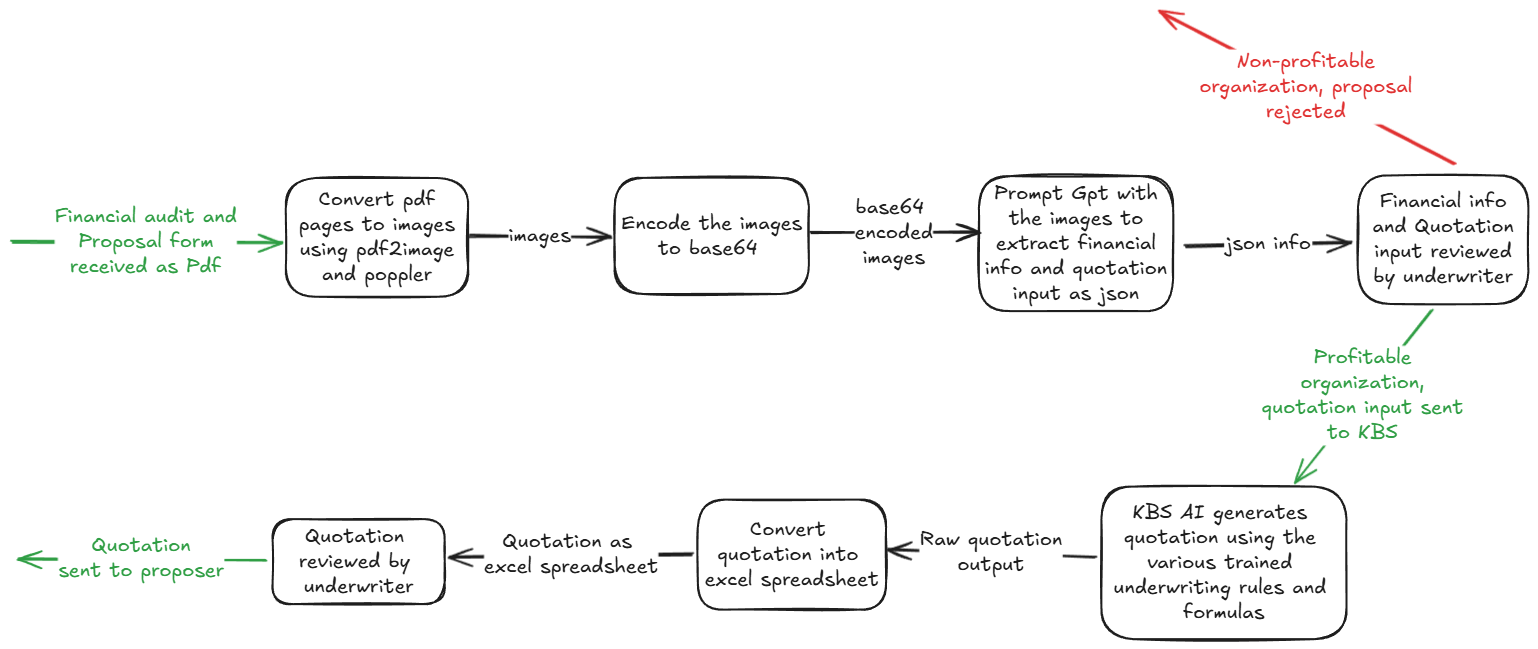 Non-profitable
organization, proposal
rejected
Financial audit and
Proposal form
received as Pdf
Convert pdf
pages to images
using pdf2image
and poppler
images
Encode the images
to base64
base64
encoded
images
Prompt Gpt with
the images to
extract financial
info and quotation
input as json
json info
Financial info
and Quotation
input reviewed
by underwriter
Profitable
organization,
quotation input sent
to KBS
KBS AI generates
quotation using the
various trained
underwriting rules and
formulas
Raw quotation
output
Convert
quotation into
excel spreadsheet
Quotation as
excel spreadsheet
Quotation
reviewed by
underwriter
Quotation
sent to proposer